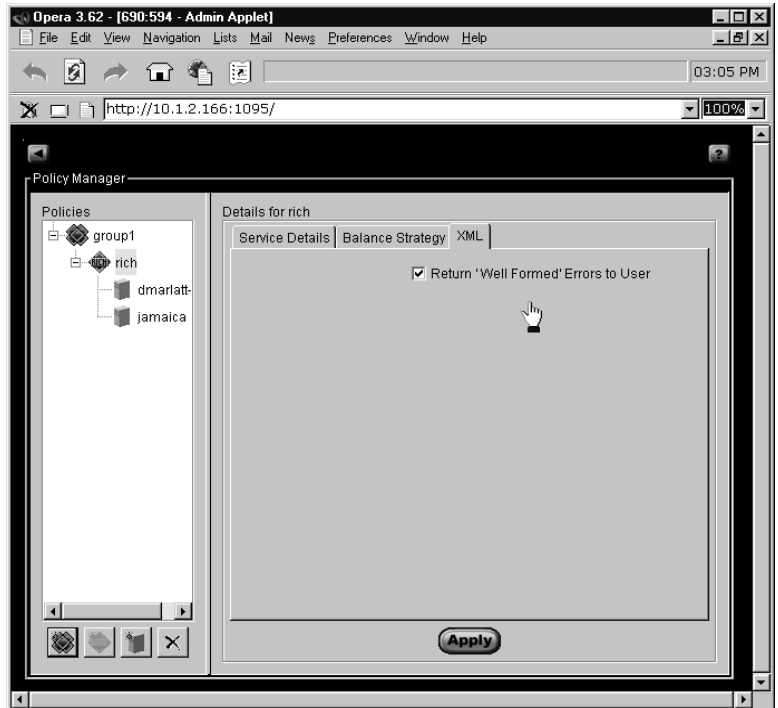 Opera 3.62 - [690:594 - Admin Applet]
File Edit View Navigation Lists Mail News Preferences Window Help
03:05 PM
http://10.1.2.166:1095/
100%
?
Policy Manager
Policies
group1
RICH rich
dmarlatt-
jamaica
Details for rich
Service Details Balance Strategy XML
Return 'Well Formed' Errors to User
Apply